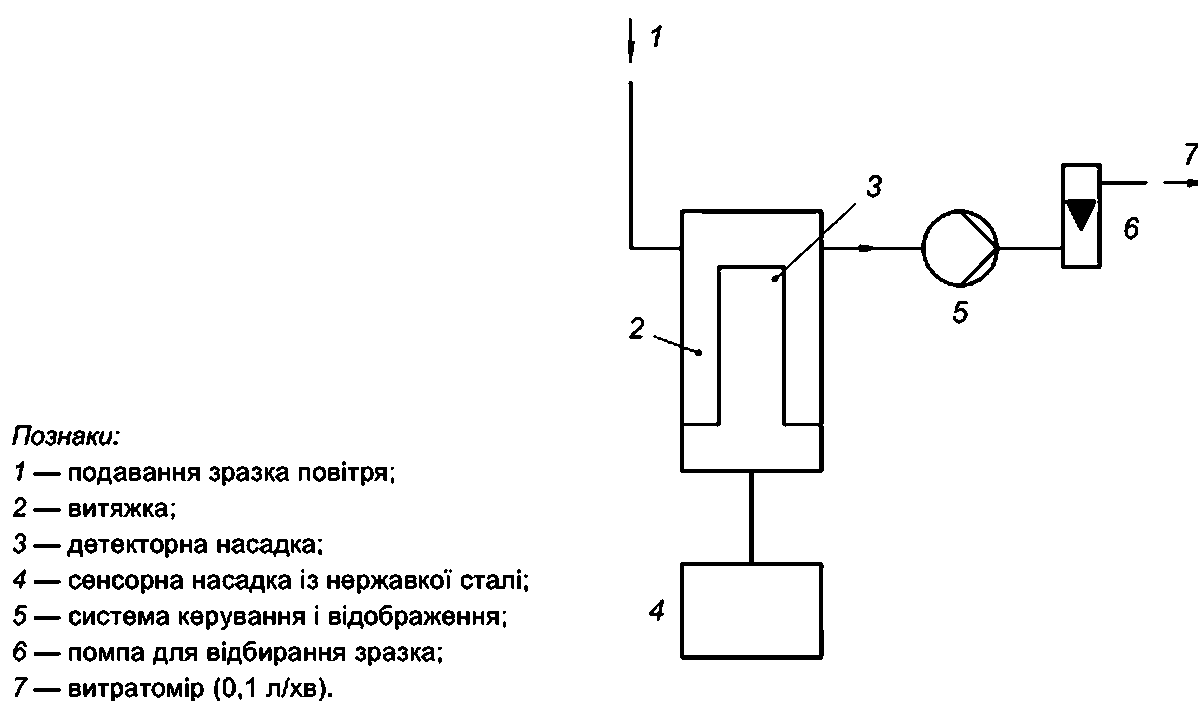 1
7
3
6
5
2
4
Познаки:
1 — подавання зразка повітря;
2 — витяжка;
3 — детекторна насадка;
4 — сенсорна насадка із нержавкої сталі;
5 — система керування і відображення;
6 — помпа для відбирання зразка;
7 — витратомір (0,1 л/хв).